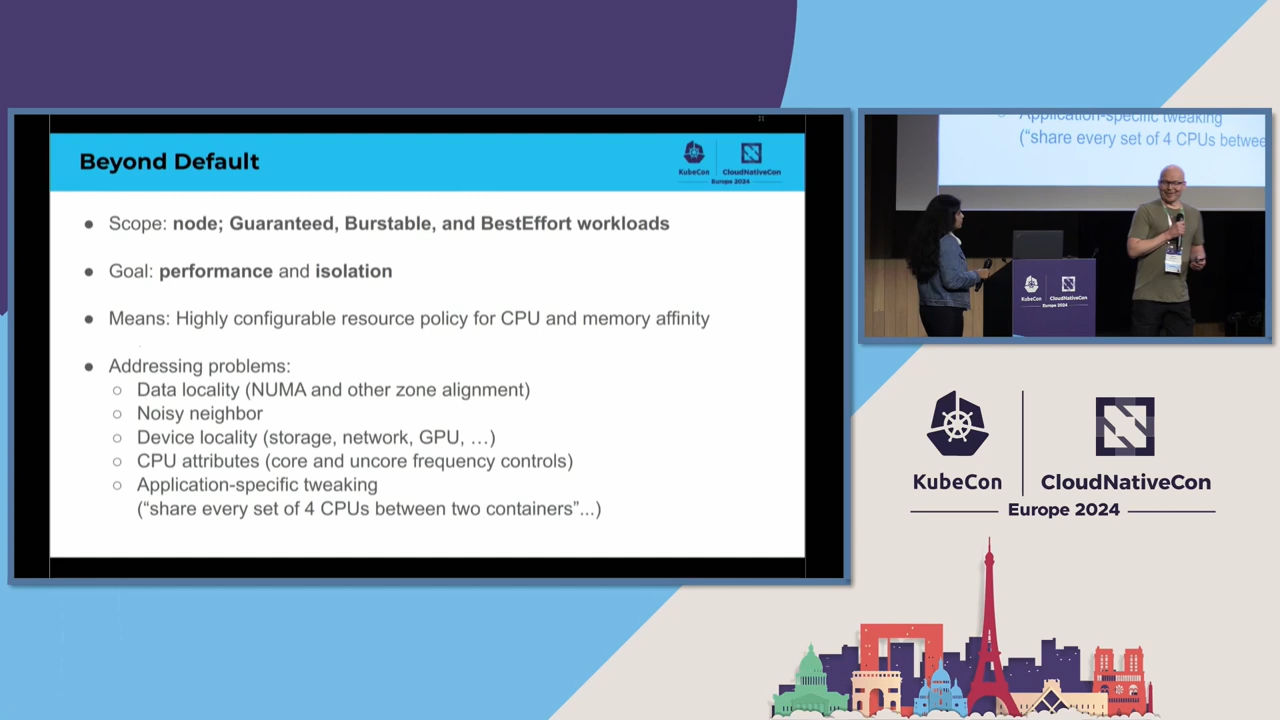 Beyond Default
KubeCon
CloudNativeCon
Europe 2024
● Scope: node; Guaranteed, Burstable, and BestEffort workloads
● Goal: performance and isolation
● Means: Highly configurable resource policy for CPU and memory affinity
● Addressing problems:
○ Data locality (NUMA and other zone alignment)
○ Noisy neighbor
○ Device locality (storage, network, GPU, …)
○ CPU attributes (core and uncore frequency controls)
○ Application-specific tweaking
(“share every set of 4 CPUs between two containers”...)
Application-specific tweaking
(“share every set of 4 CPUs betwee
KubeCon
CloudNativeCon
Europe 2024
KubeCon
CloudNativeCon
Europe 2024